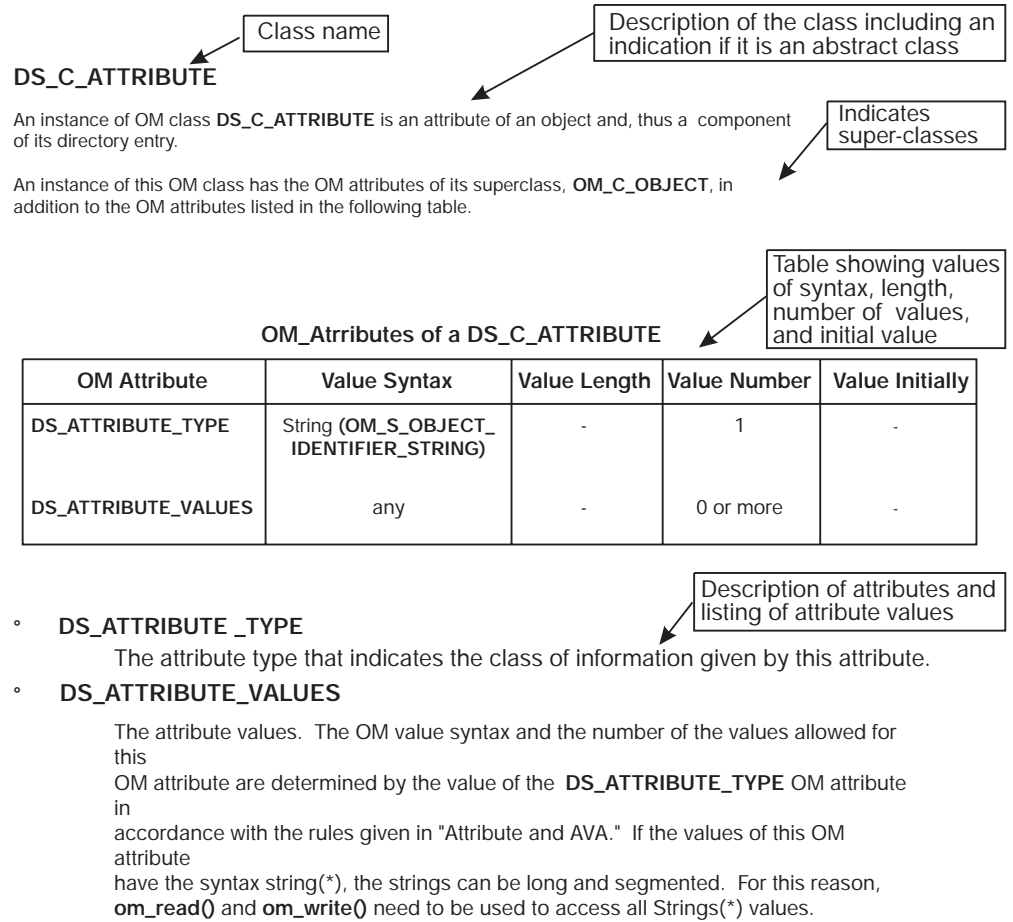 Class name
Description of the class including an
indication if it is an abstract class
DS_C_ATTRIBUTE
An instance of OM class DS_C_ATTRIBUTE is an attribute of an object and, thus a component
of its directory entry.
Indicates
super-classes
An instance of this OM class has the OM attributes of its superclass, OM_C_OBJECT, in
addition to the OM attributes listed in the following table.
Table showing values
of syntax, length,
number of values,
and initial value
OM_Atrributes of a DS_C_ATTRIBUTE
OM Attribute Value Syntax Value Length Value Number Value Initially
DS_ATTRIBUTE_TYPE String (OM_S_OBJECT_ - 1 -
IDENTIFIER_STRING)
DS_ATTRIBUTE_VALUES any - 0 or more -
Description of attributes and
listing of attribute values
° DS_ATTRIBUTE _TYPE
The attribute type that indicates the class of information given by this attribute.
° DS_ATTRIBUTE_VALUES
The attribute values. The OM value syntax and the number of the values allowed for
this
OM attribute are determined by the value of the DS_ATTRIBUTE_TYPE OM attribute
in
accordance with the rules given in "Attribute and AVA." If the values of this OM
attribute
have the syntax string(*), the strings can be long and segmented. For this reason,
om_read() and om_write() need to be used to access all Strings(*) values.